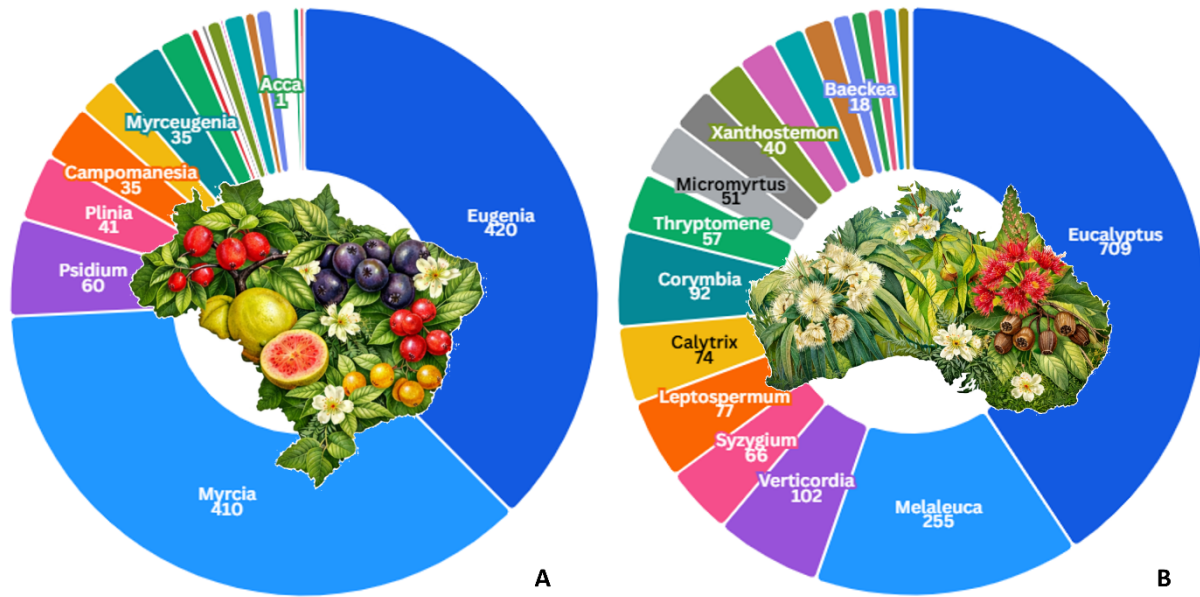 Acca
1
Myrceugenia
35
Campomanesia
35
Plinia
41
Psidium
60
Myrcia
410
Eugenia
420
A
Baeckea
18
Xanthostemon
40
Micromyrtus
51
Thryptomene
57
Corymbia
92
Calytrix
74
Leptospermum
77
Syzygium
66
Verticordia
102
Melaleuca
255
Eucalyptus
709
B